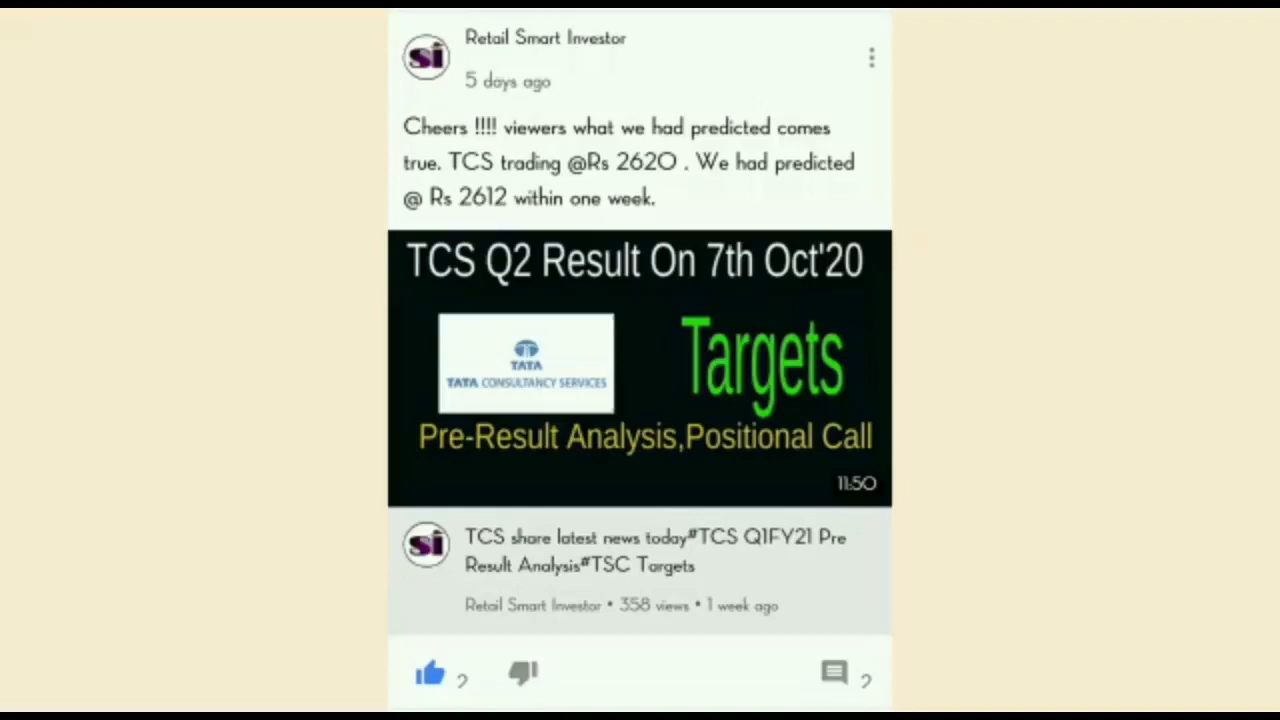 si
Retail Smart Investor
5 days ago
Cheers !!!! viewers what we had predicted comes
true. TCS trading @Rs 2620 . We had predicted
@ Rs 2612 within one week.
TCS Q2 Result On 7th Oct'20
TATA
TATA CONSULTANCY SERVICES
Targets
Pre-Result Analysis,Positional Call
11:50
si
TCS share latest news today#TCS Q1FY21 Pre
Result Analysis#TSC Targets
Retail Smart Investor • 358 views • 1 week ago
2
2